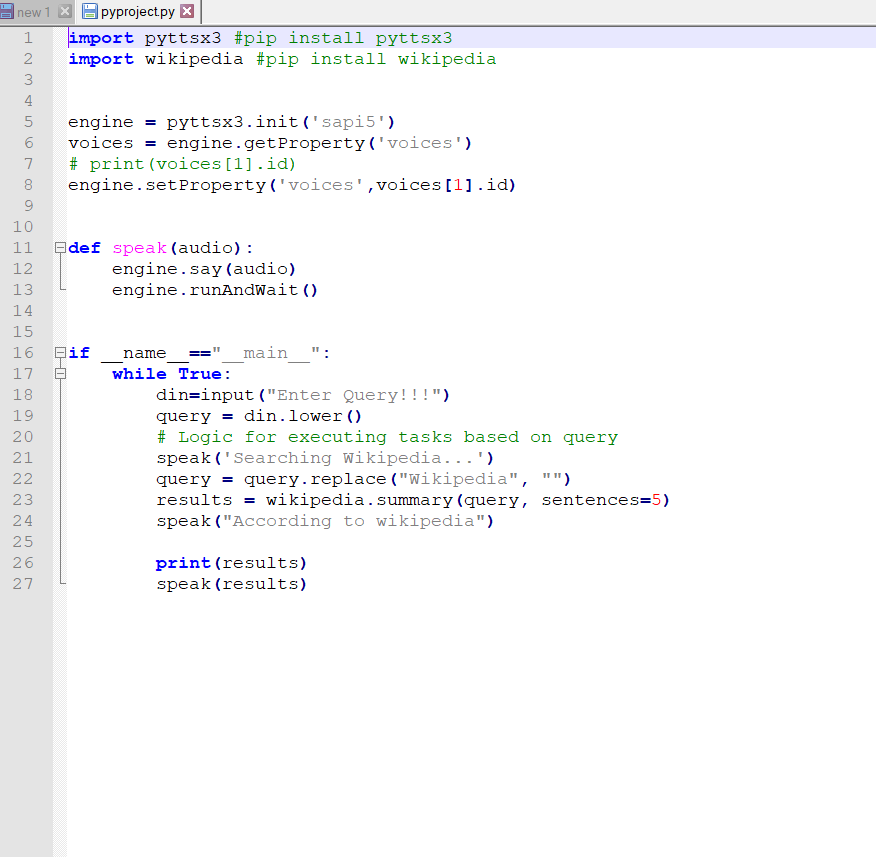 new 1 pyproject.py
1 import pyttsx3 #pip install pyttsx3
2 import wikipedia #pip install wikipedia
3
4
5 engine = pyttsx3.init('sapi5')
6 voices = engine.getProperty('voices')
7 # print(voices[1].id)
8 engine.setProperty('voices',voices[1].id)
9
10
11 def speak(audio):
12     engine.say(audio)
13     engine.runAndWait()
14
15
16 if __name__=="__main__":
17     while True:
18         din=input("Enter Query!!!")
19         query = din.lower()
20         # Logic for executing tasks based on query
21         speak('Searching Wikipedia...')
22         query = query.replace("Wikipedia", "")
23         results = wikipedia.summary(query, sentences=5)
24         speak("According to wikipedia")
25
26         print(results)
27         speak(results)